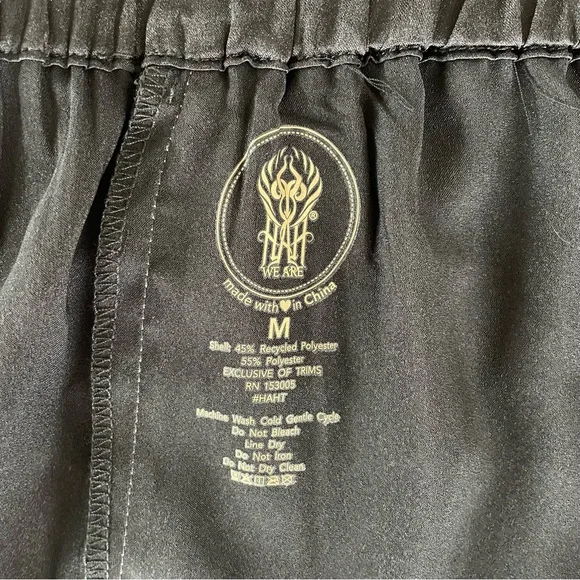 HAH
®
WE ARE
made with ♥ in China
M
Shell: 45% Recycled Polyester
55% Polyester
EXCLUSIVE OF TRIMS
RN 153005
#HAHT
Machine Wash Cold Gentle Cycle
Do Not Bleach
Line Dry
Do Not Iron
Do Not Dry Clean